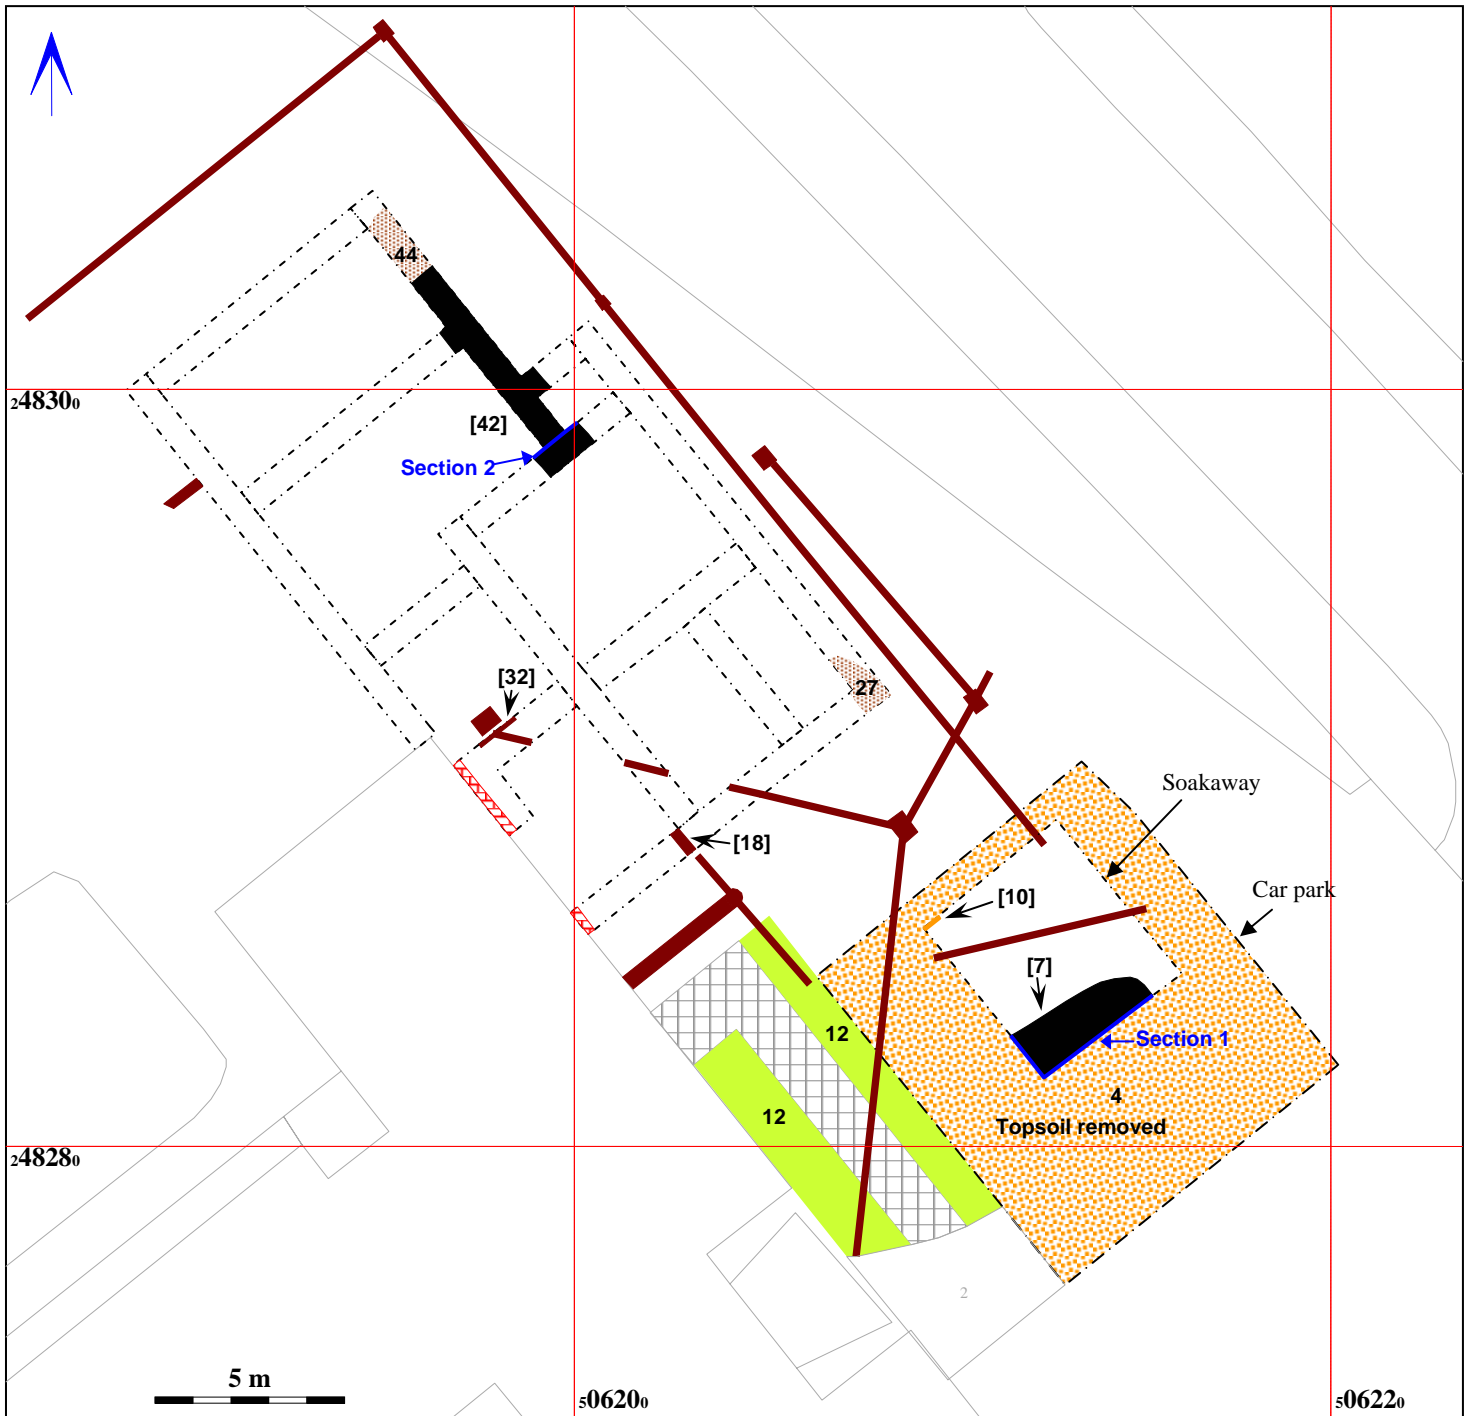 44
248300
[42]
Section 2
[32]
27
Soakaway
[18]
Car park
[10]
[7]
12
Section 1
4
12
Topsoil removed
248280
2
5 m
506200
506220